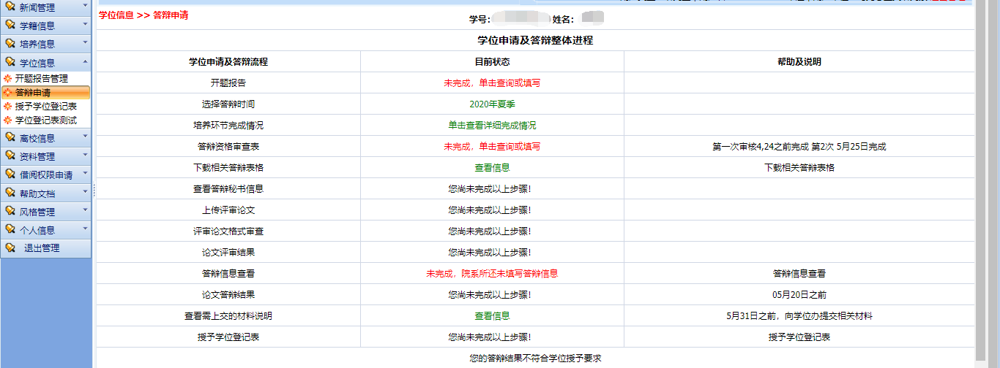 新闻管理
学籍信息
培养信息
学位信息
开题报告管理
答辩申请
授予学位登记表
学位登记表测试
离校信息
资料管理
借阅权限申请
帮助文档
风格管理
个人信息
退出管理
学位信息 >> 答辩申请
学号： 姓名：
学位申请及答辩整体进程
学位申请及答辩流程 目前状态 帮助及说明
开题报告 未完成，单击查询或填写
选择答辩时间 2020年夏季
培养环节完成情况 单击查看详细完成情况
答辩资格审查表 未完成，单击查询或填写 第一次审核4,24之前完成 第2次 5月25日完成
下载相关答辩表格 查看信息 下载相关答辩表格
查看答辩秘书信息 您尚未完成以上步骤！
上传评审论文 您尚未完成以上步骤！
评审论文格式审查 您尚未完成以上步骤！
论文评审结果 您尚未完成以上步骤！
答辩信息查看 未完成，院系所还未填写答辩信息 答辩信息查看
论文答辩结果 您尚未完成以上步骤！ 05月20日之前
查看需上交的材料说明 查看信息 5月31日之前，向学位办提交相关材料
授予学位登记表 您尚未完成以上步骤！ 授予学位登记表
您的答辩结果不符合学位授予要求